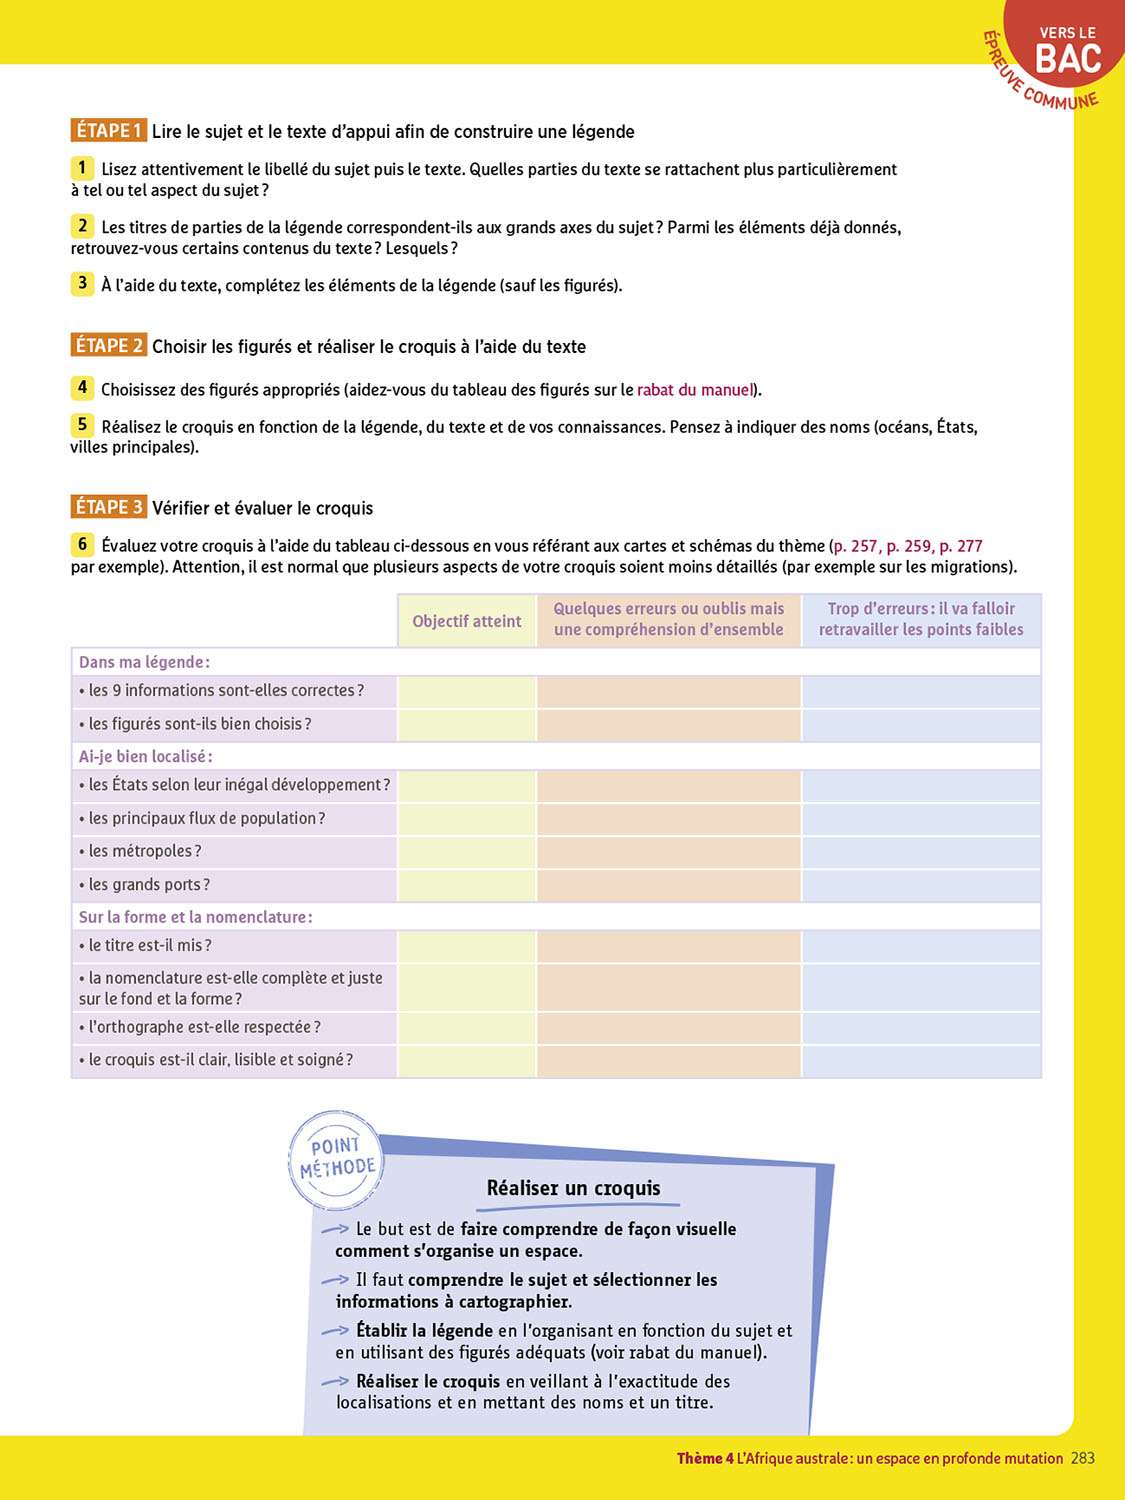 VERS LE
BAC
ÉPREUVE COMMUNE
ÉTAPE 1 Lire le sujet et le texte d'appui afin de construire une légende
1 Lisez attentivement le libellé du sujet puis le texte. Quelles parties du texte se rattachent plus particulièrement
à tel ou tel aspect du sujet ?
2 Les titres de parties de la légende correspondent-ils aux grands axes du sujet ? Parmi les éléments déjà donnés,
retrouvez-vous certains contenus du texte ? Lesquels ?
3 À l'aide du texte, complétez les éléments de la légende (sauf les figurés).
ÉTAPE 2 Choisir les figurés et réaliser le croquis à l'aide du texte
4 Choisissez des figurés appropriés (aidez-vous du tableau des figurés sur le rabat du manuel).
5 Réalisez le croquis en fonction de la légende, du texte et de vos connaissances. Pensez à indiquer des noms (océans, États,
villes principales).
ÉTAPE 3 Vérifier et évaluer le croquis
6 Évaluez votre croquis à l'aide du tableau ci-dessous en vous référant aux cartes et schémas du thème (p. 257, p. 259, p. 277
par exemple). Attention, il est normal que plusieurs aspects de votre croquis soient moins détaillés (par exemple sur les migrations).
Objectif atteint
Quelques erreurs ou oublis mais
une compréhension d'ensemble
Trop d'erreurs : il va falloir
retravailler les points faibles
Dans ma légende :
• les 9 informations sont-elles correctes ?
• les figurés sont-ils bien choisis ?
Ai-je bien localisé :
• les États selon leur inégal développement ?
• les principaux flux de population ?
• les métropoles ?
• les grands ports ?
Sur la forme et la nomenclature :
• le titre est-il mis ?
• la nomenclature est-elle complète et juste
sur le fond et la forme ?
• l'orthographe est-elle respectée ?
• le croquis est-il clair, lisible et soigné ?
POINT
MÉTHODE
Réaliser un croquis
Le but est de faire comprendre de façon visuelle
comment s'organise un espace.
Il faut comprendre le sujet et sélectionner les
informations à cartographier.
Établir la légende en l'organisant en fonction du sujet et
en utilisant des figurés adéquats (voir rabat du manuel).
Réaliser le croquis en veillant à l'exactitude des
localisations et en mettant des noms et un titre.
Thème 4 L'Afrique australe : un espace en profonde mutation 283